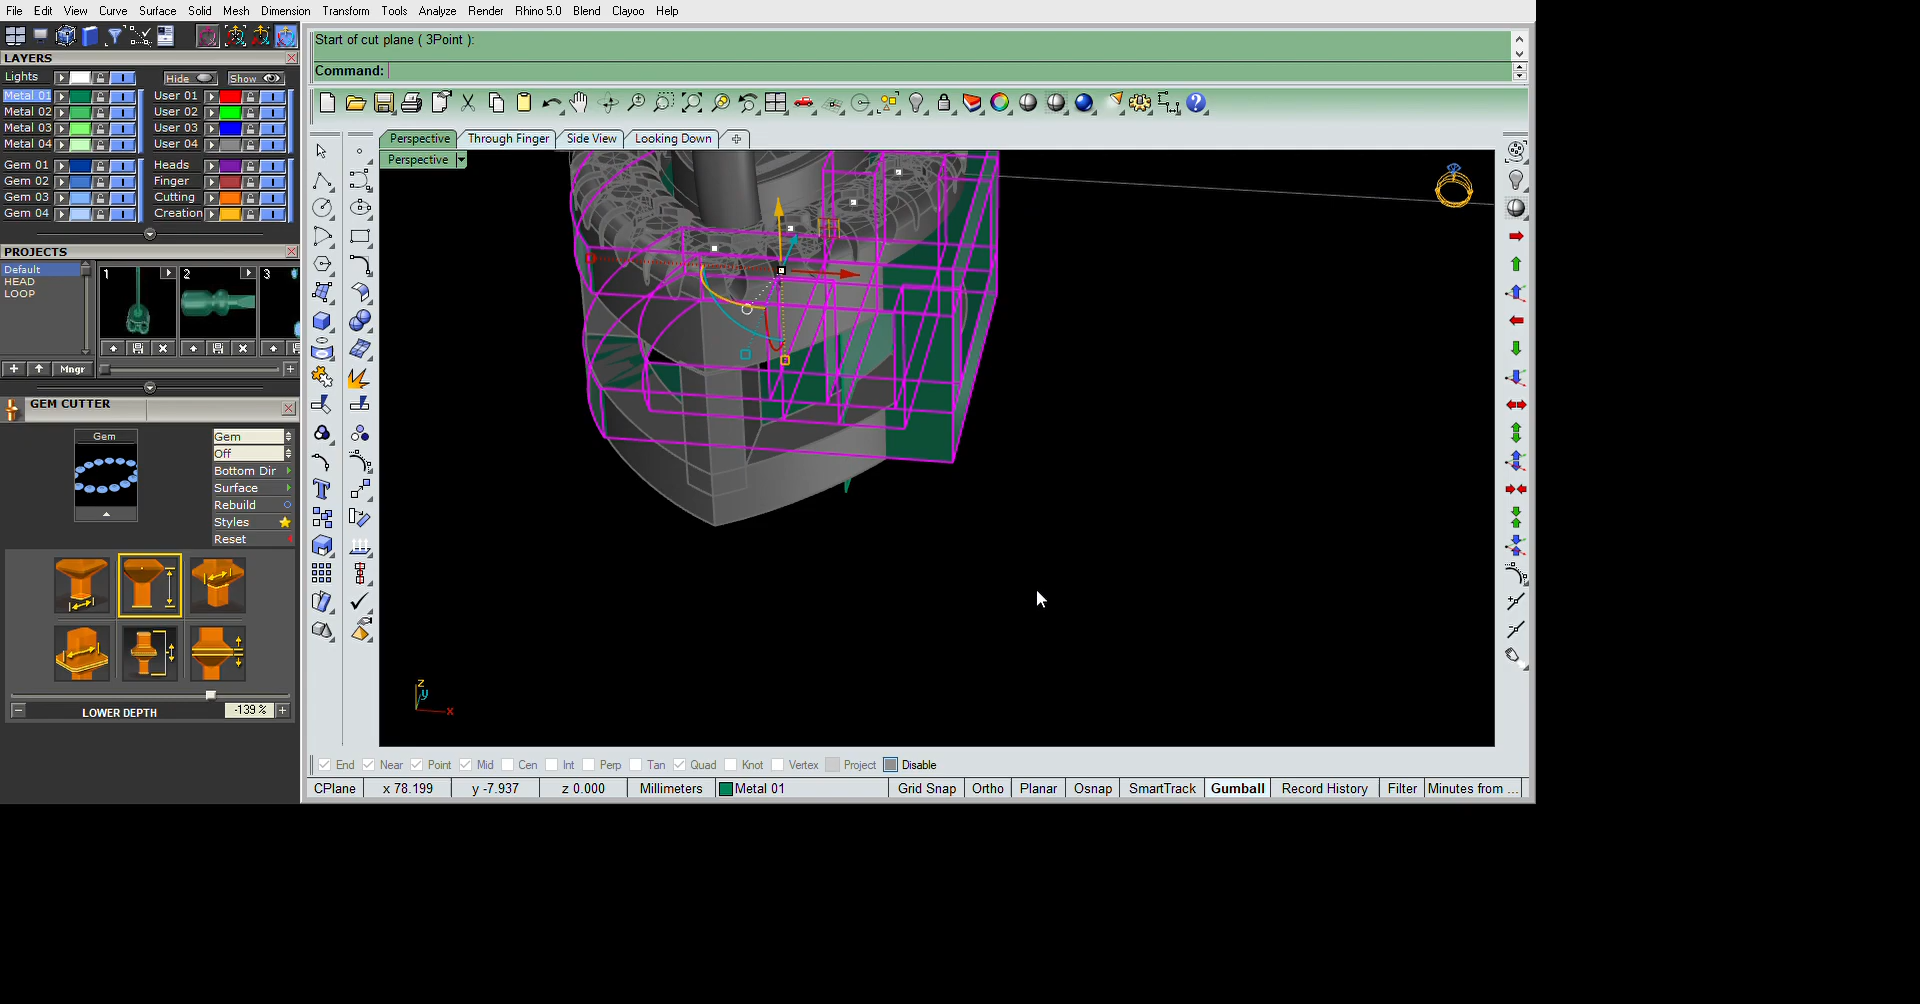 File Edit View Curve Surface Solid Mesh Dimension Transform Tools Analyze Render Rhino 5.0 Blend Clayoo Help
Start of cut plane ( 3Point ):
Command:
LAYERS
Lights Hide Show
Metal 01 User 01
Metal 02 User 02
Metal 03 User 03
Metal 04 User 04
Gem 01 Heads
Gem 02 Finger
Gem 03 Cutting
Gem 04 Creation
PROJECTS
Default
HEAD
LOOP
1 2 3
Mngr
GEM CUTTER
Gem
Gem
Off
Bottom Dir
Surface
Rebuild
Styles
Reset
LOWER DEPTH -139 %
Perspective Through Finger Side View Looking Down
Perspective
z
y
x
End Near Point Mid Cen Int Perp Tan Quad Knot Vertex Project Disable
CPlane x 78.199 y -7.937 z 0.000 Millimeters Metal 01 Grid Snap Ortho Planar Osnap SmartTrack Gumball Record History Filter Minutes from ...